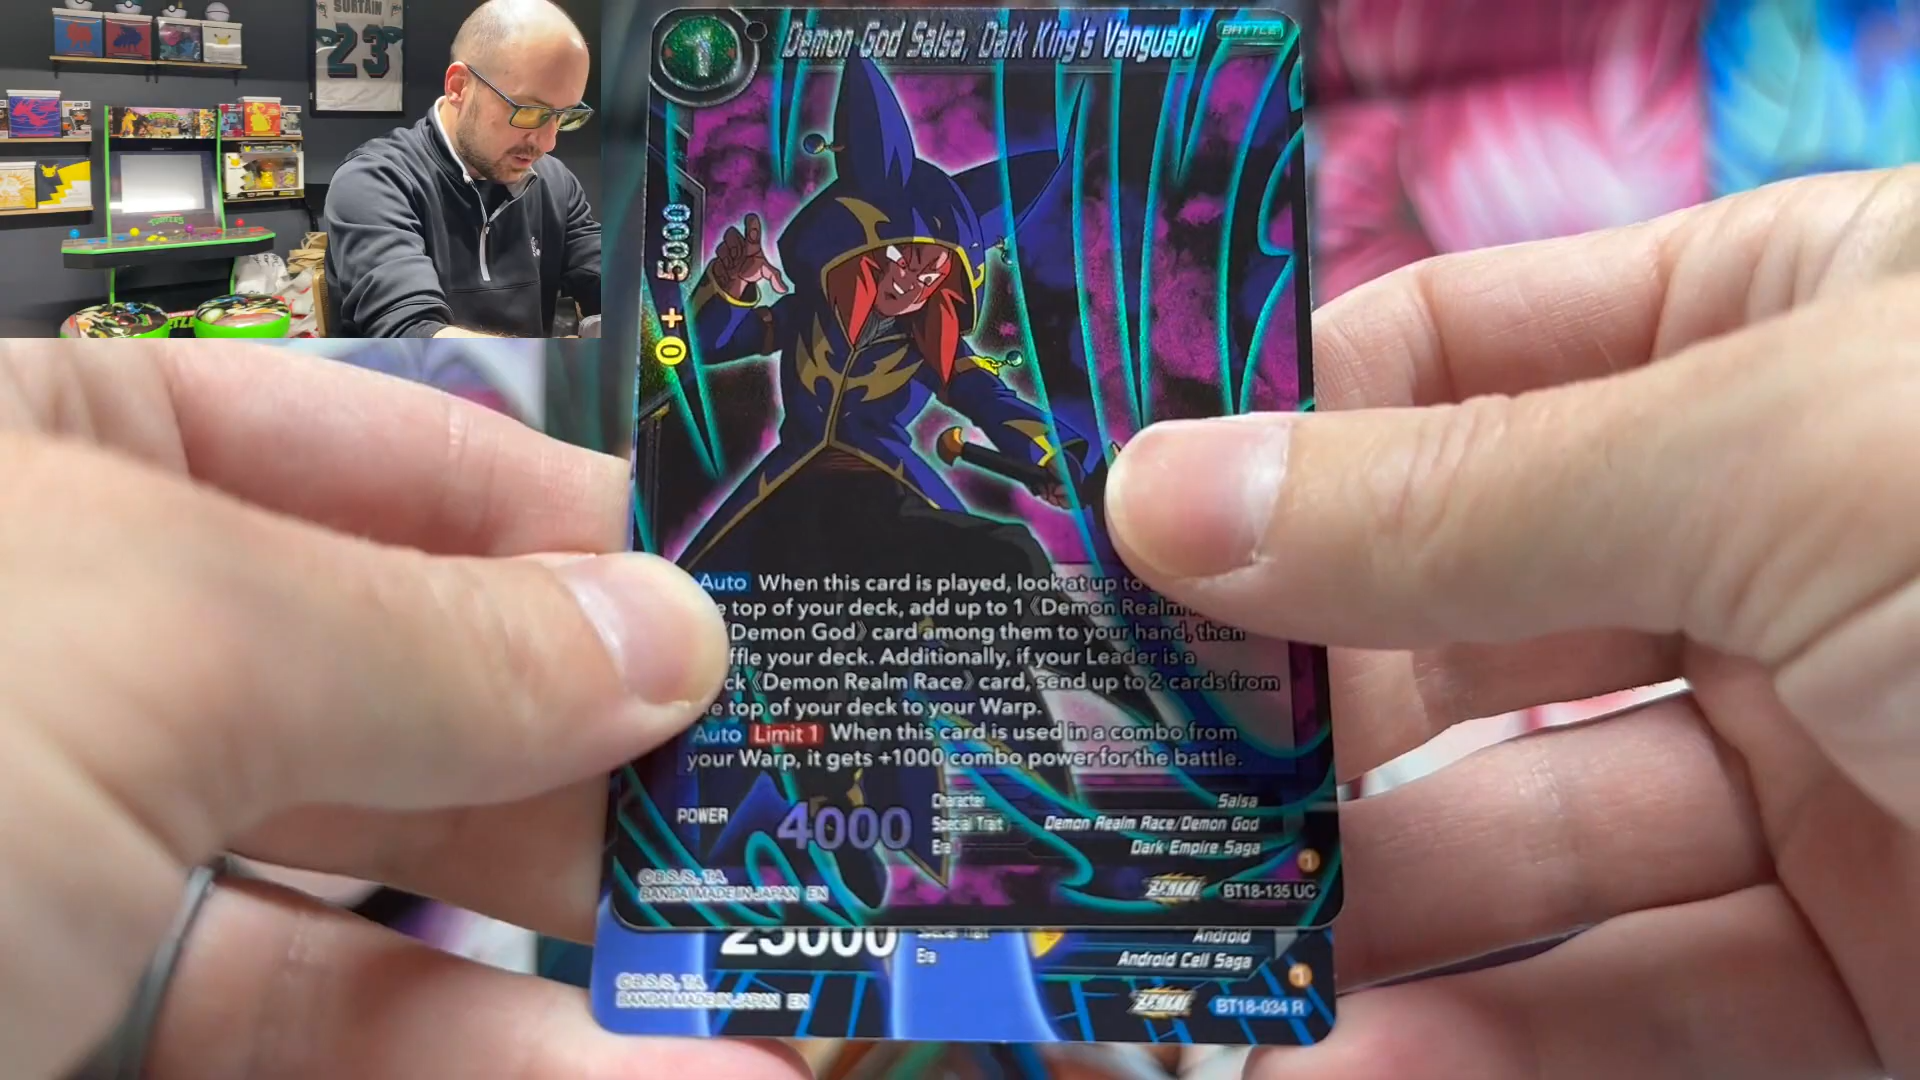 SURTAIN
23
Demon God Salsa, Dark King's Vanguard
BATTLE
1
0 + 5000
Auto When this card is played, look at up to
top of your deck, add up to 1 《Demon Realm
《Demon God》 card among them to your hand, then
ffle your deck. Additionally, if your Leader is a
ck 《Demon Realm Race》 card, send up to 2 cards from
e top of your deck to your Warp.
Auto Limit 1 When this card is used in a combo from
your Warp, it gets +1000 combo power for the battle.
POWER 4000
Character Salsa
Special Trait Demon Realm Race/Demon God
Era Dark Empire Saga
1
©B.S./S., T.A.
BANDAI MADE IN JAPAN EN
ZENKAI
BT18-135 UC
25000
Special Trait Android
Era Android Cell Saga
1
©B.S./S., T.A.
BANDAI MADE IN JAPAN EN
ZENKAI
BT18-034 R